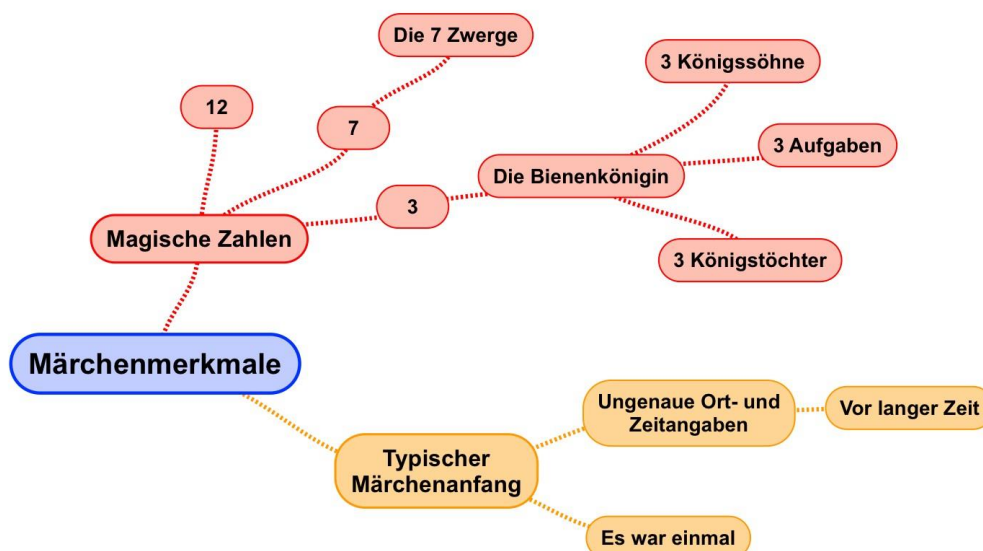 Die 7 Zwerge
3 Königssöhne
12
7
3 Aufgaben
Die Bienenkönigin
3
Magische Zahlen
3 Königstöchter
Märchenmerkmale
Ungenaue Ort- und
Zeitangaben
Vor langer Zeit
Typischer
Märchenanfang
Es war einmal